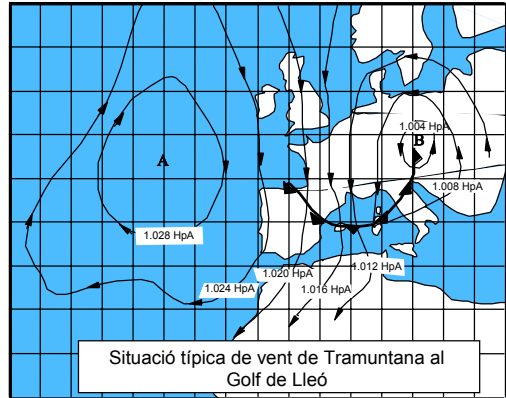 1.004 HpA
B
A
1.008 HpA
1.028 HpA
1.020 HpA
1.012 HpA
1.024 HpA
1.016 HpA
Situació típica de vent de Tramuntana al
Golf de Lleó